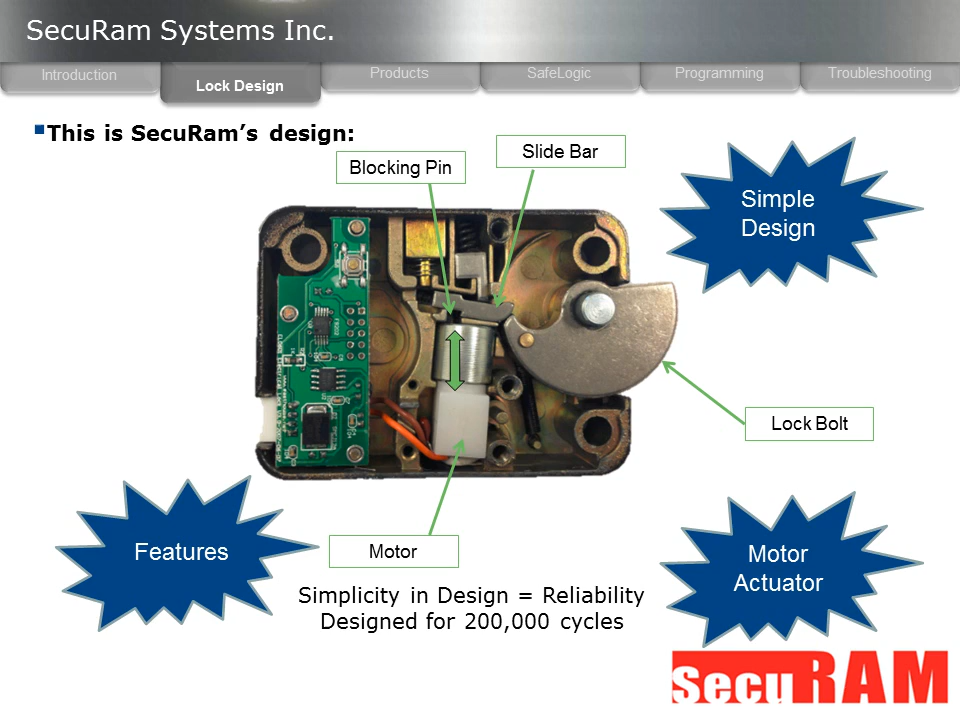 SecuRam Systems Inc.
Introduction
Lock Design
Products
SafeLogic
Programming
Troubleshooting
This is SecuRam’s design:
Blocking Pin
Slide Bar
Simple
Design
Lock Bolt
Features
Motor
Motor
Actuator
Simplicity in Design = Reliability
Designed for 200,000 cycles
SecuRAM